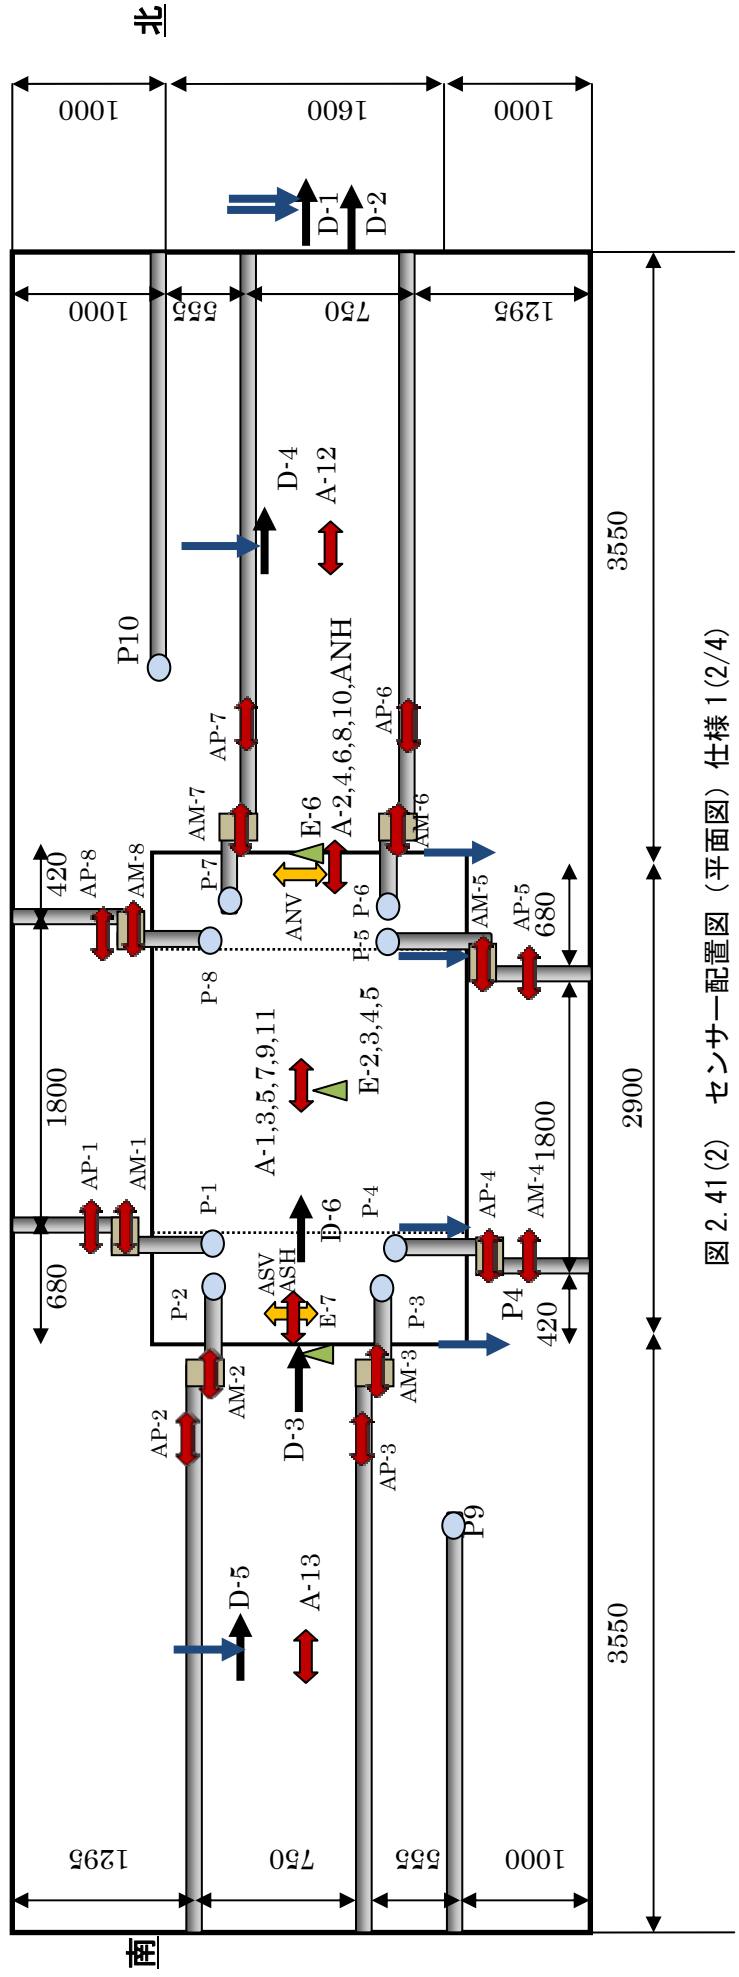 北
1000
1600
1000
D-1
D-2
1000
555
750
1295
D-4
A-12
3550
P10
AP-7
A-2,4,6,8,10,ANH
AP-6
AM-7
E-6
AM-6
420
AP-8
AM-8
P-7
ANV
P-6
P-5
AM-5
AP-5
680
P-8
1800
A-1,3,5,7,9,11
E-2,3,4,5
2900
1800
AP-1
AM-1
P-1
D-6
P-4
AP-4
AM-4
680
P-2
ASV
ASH
E-7
P-3
P4
420
AP-2
AM-2
D-3
AM-3
AP-3
P9
D-5
A-13
3550
1295
750
555
1000
南
図 2.41(2) センサー配置図（平面図）仕様 1(2/4)